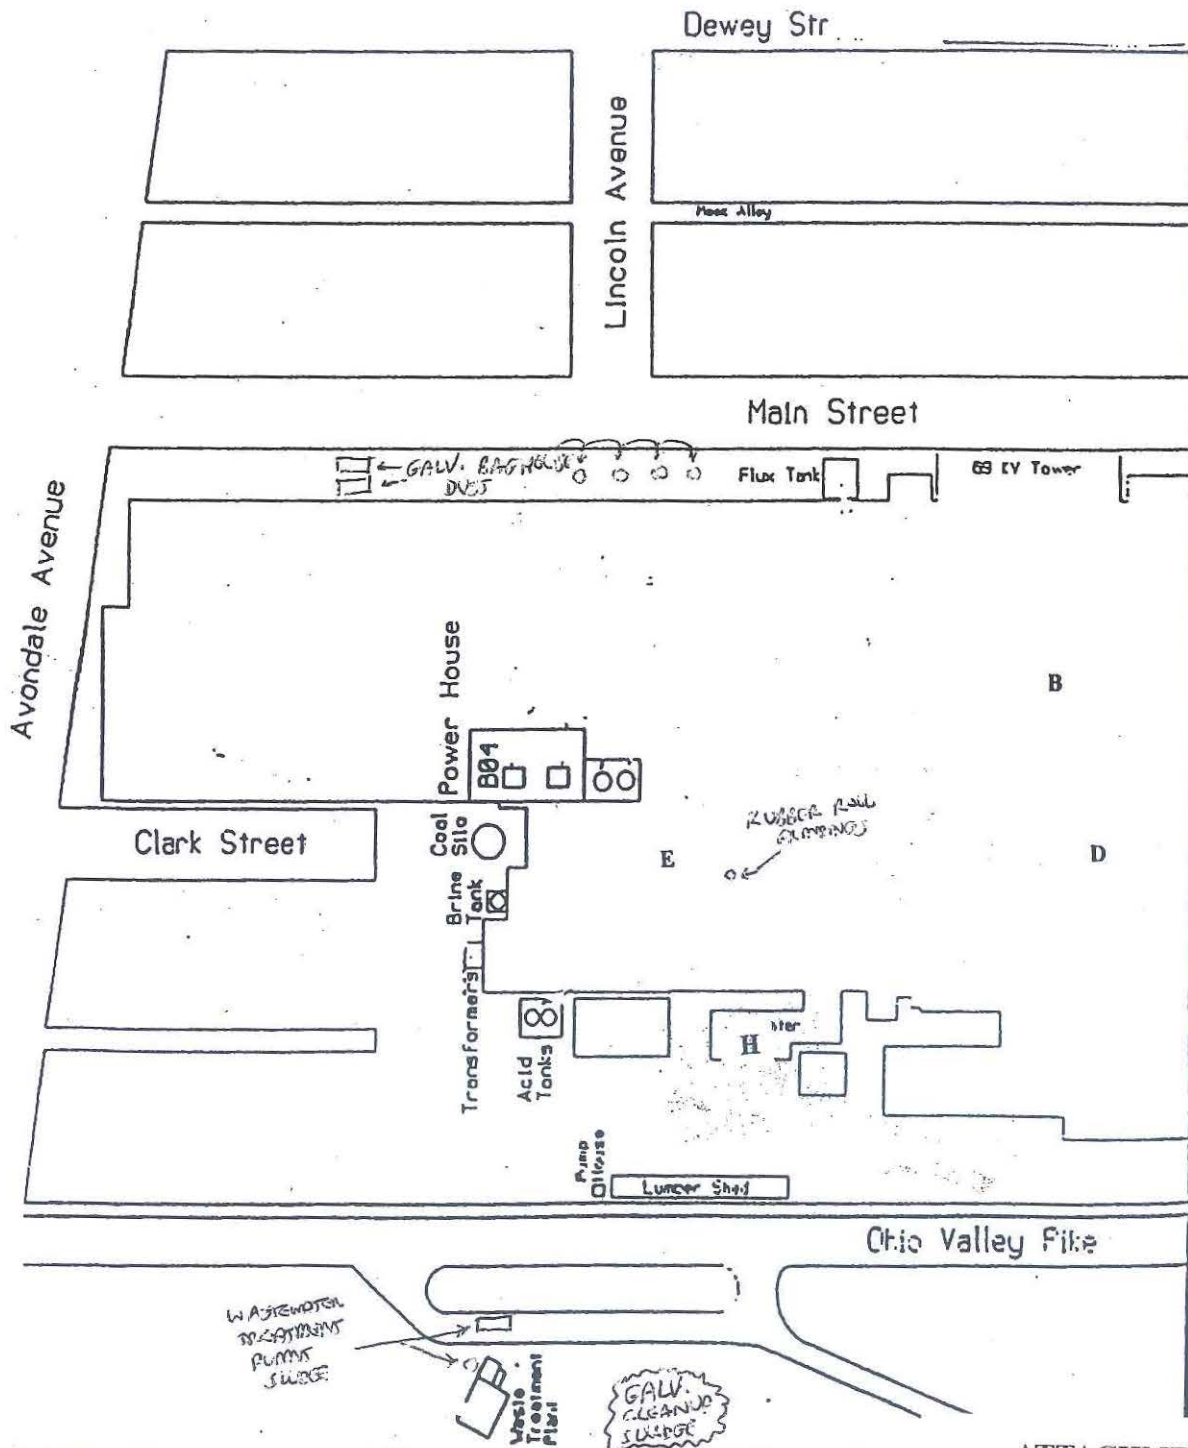 Dewey Str
Lincoln Avenue
Moss Alley
Main Street
GALV. BAGHOUSE
DUST
Flux Tank
69 KV Tower
Avondale Avenue
Power House
B04
B
Clark Street
Coal
Silo
RUBBER ROLL
GRINDINGS
E
D
Brine
Tank
Transformers
Acid
Tanks
H
Pump
House
Lumber Shed
Ohio Valley Pike
WASTEWATER
TREATMENT
PLANT
SLUDGE
Waste
Treatment
Plant
GALV.
CLEANUP
SLUDGE